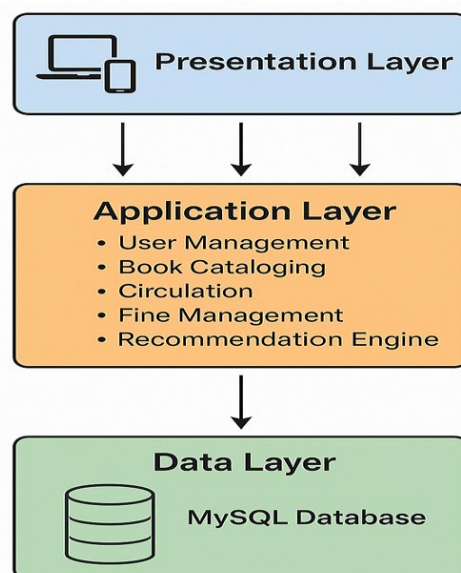 Presentation Layer
Application Layer
• User Management
• Book Cataloging
• Circulation
• Fine Management
• Recommendation Engine
Data Layer
MySQL Database